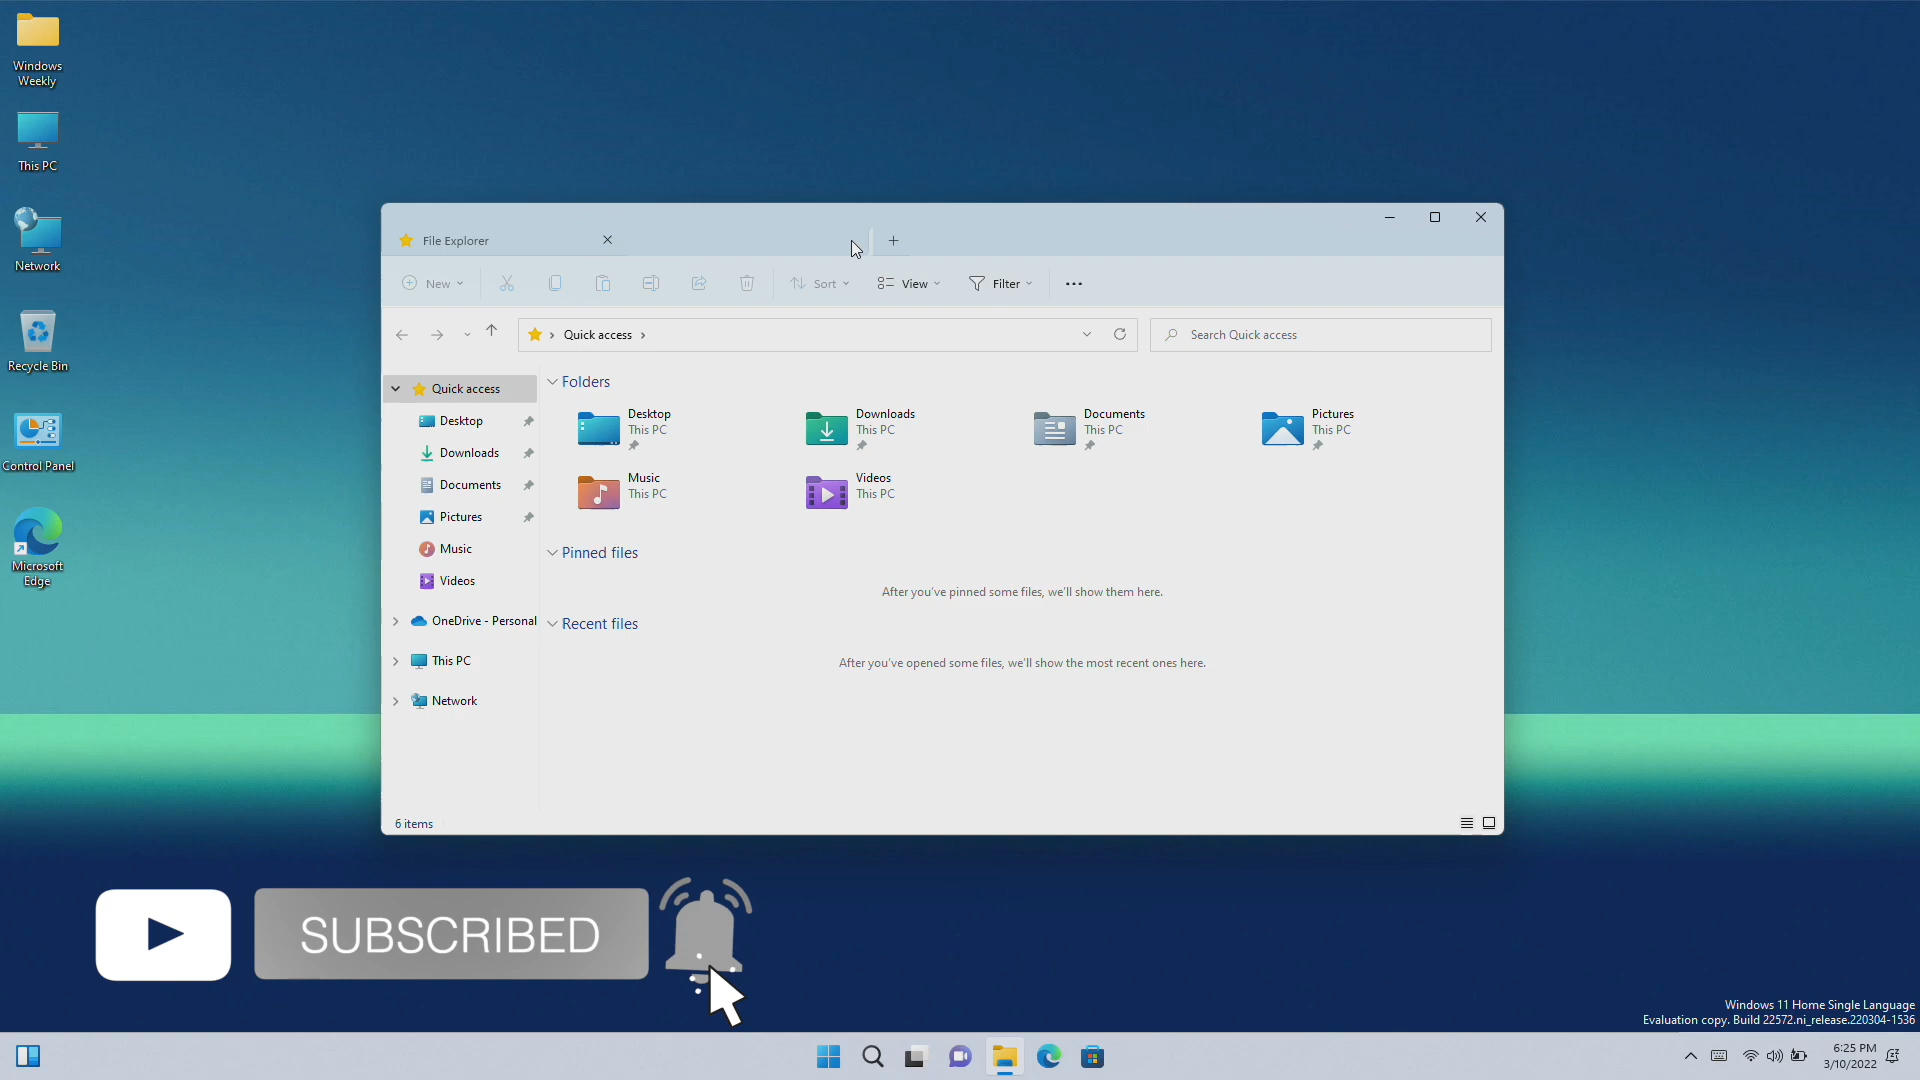 Windows
Weekly
This PC
Network
Recycle Bin
Control Panel
Microsoft
Edge
File Explorer
New
Sort
View
Filter
Quick access
Search Quick access
Quick access
Desktop
Downloads
Documents
Pictures
Music
Videos
OneDrive - Personal
This PC
Network
Folders
Desktop
This PC
Downloads
This PC
Documents
This PC
Pictures
This PC
Music
This PC
Videos
This PC
Pinned files
After you've pinned some files, we'll show them here.
Recent files
After you've opened some files, we'll show the most recent ones here.
6 items
SUBSCRIBED
Windows 11 Home Single Language
Evaluation copy. Build 22572.ni_release.220304-1536
6:25 PM
3/10/2022